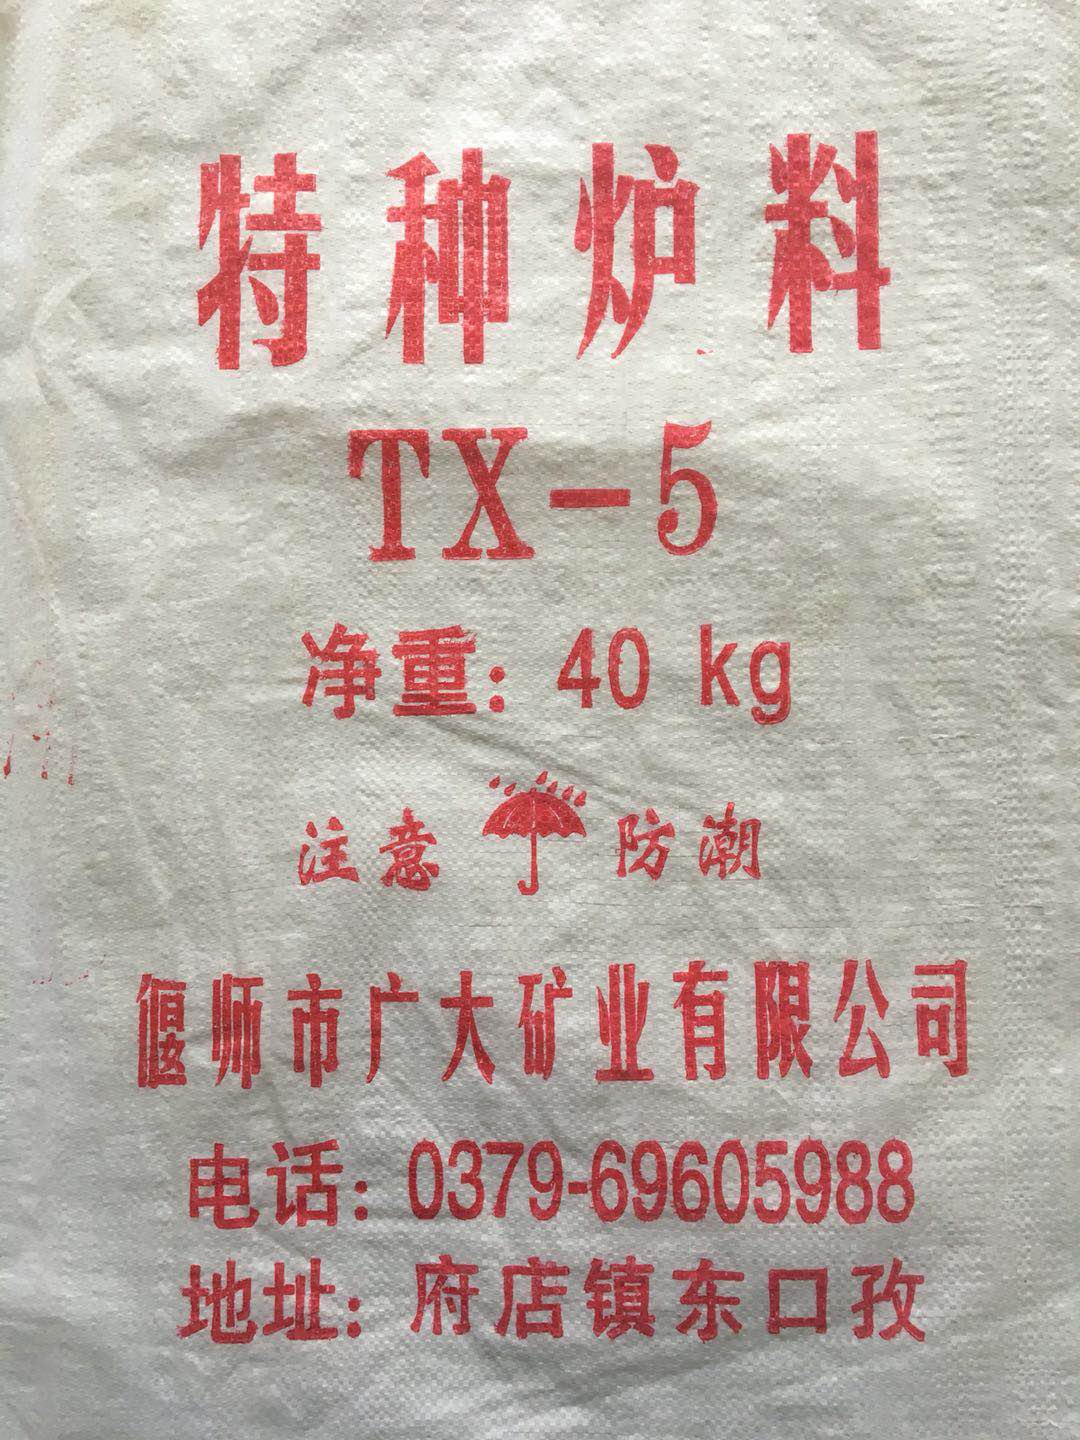 特种炉料
TX-5
净重：40 kg
注意 防潮
偃师市广大矿业有限公司
电话：0379-69605988
地址：府店镇东口孜